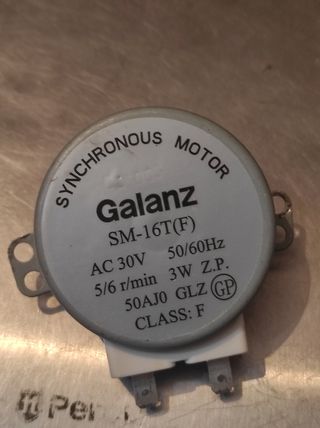 SYNCHRONOUS MOTOR
Galanz
SM-16T(F)
AC 30V 50/60Hz
5/6 r/min 3W Z.P.
50AJ0 GLZ GP
CLASS: F